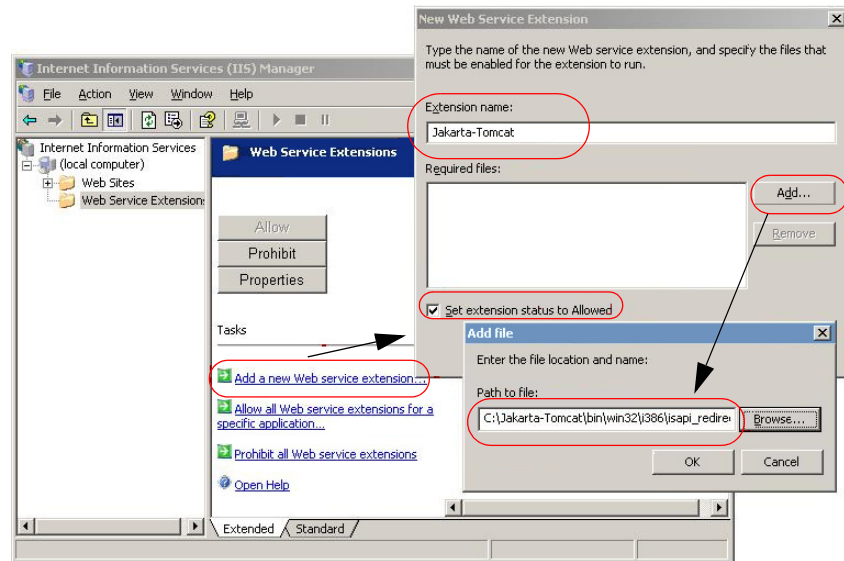 Internet Information Services (IIS) Manager
File Action View Window Help
Internet Information Services
(local computer)
Web Sites
Web Service Extension
Web Service Extensions
Allow
Prohibit
Properties
Tasks
Add a new Web service extension...
Allow all Web service extensions for a
specific application...
Prohibit all Web service extensions
Open Help
Extended
Standard
New Web Service Extension
Type the name of the new Web service extension, and specify the files that
must be enabled for the extension to run.
Extension name:
Jakarta-Tomcat
Required files:
Add...
Remove
Set extension status to Allowed
Add file
Enter the file location and name:
Path to file:
C:\Jakarta-Tomcat\bin\win32\i386\isapi_redire
Browse...
OK
Cancel